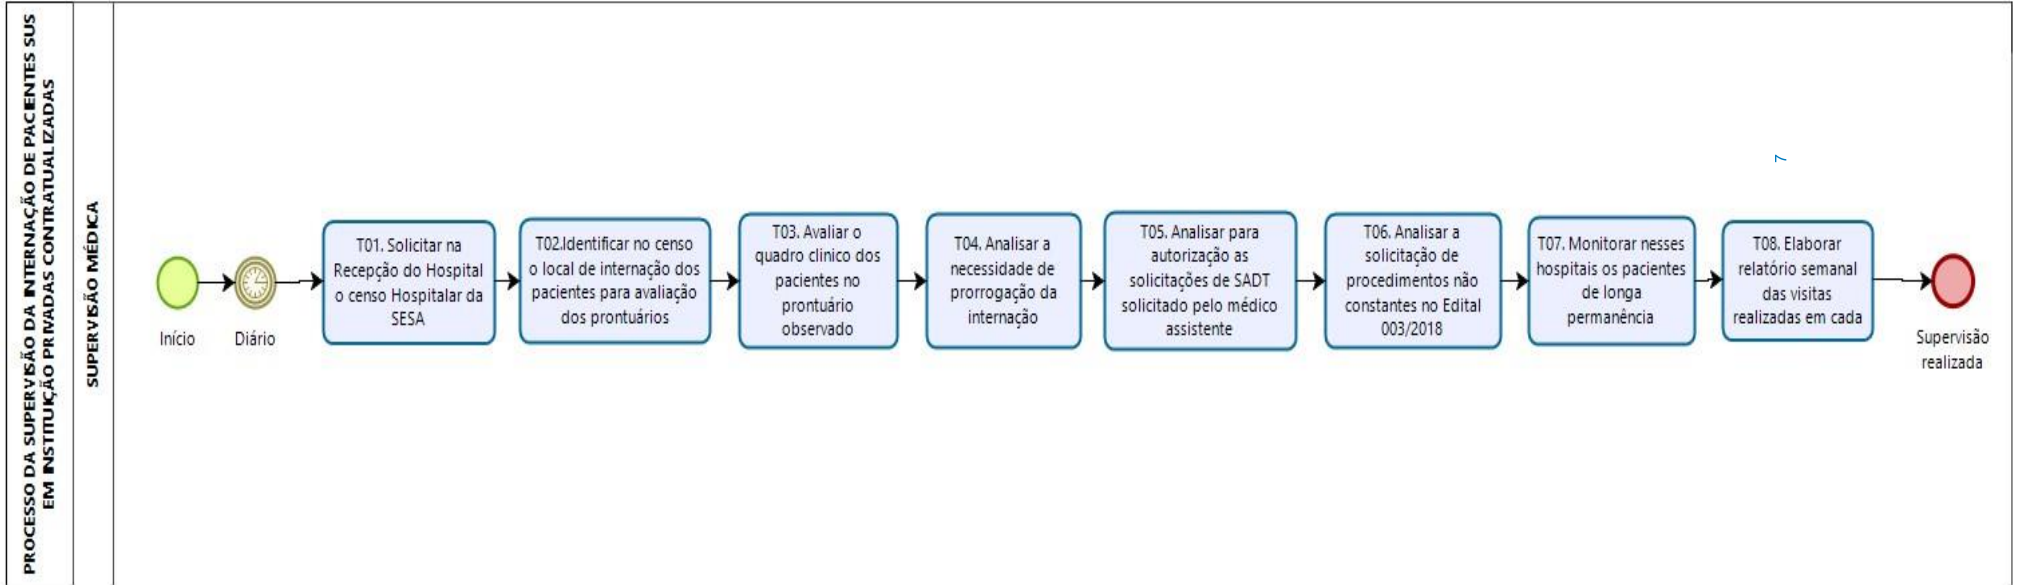 PROCESSO DA SUPERVISÃO DA INTERNAÇÃO DE PACIENTES SUS
EM INSTITUIÇÃO PRIVADAS CONTRATUALIZADAS
SUPERVISÃO MÉDICA
Início
Diário
T01. Solicitar na
Recepção do Hospital
o censo Hospitalar da
SESA
T02.Identificar no censo
o local de internação dos
pacientes para avaliação
dos prontuários
T03. Avaliar o
quadro clinico dos
pacientes no
prontuário
observado
T04. Analisar a
necessidade de
prorrogação da
internação
T05. Analisar para
autorização as
solicitações de SADT
solicitado pelo médico
assistente
T06. Analisar a
solicitação de
procedimentos não
constantes no Edital
003/2018
T07. Monitorar nesses
hospitais os pacientes
de longa
permanência
T08. Elaborar
relatório semanal
das visitas
realizadas em cada
7
Supervisão
realizada